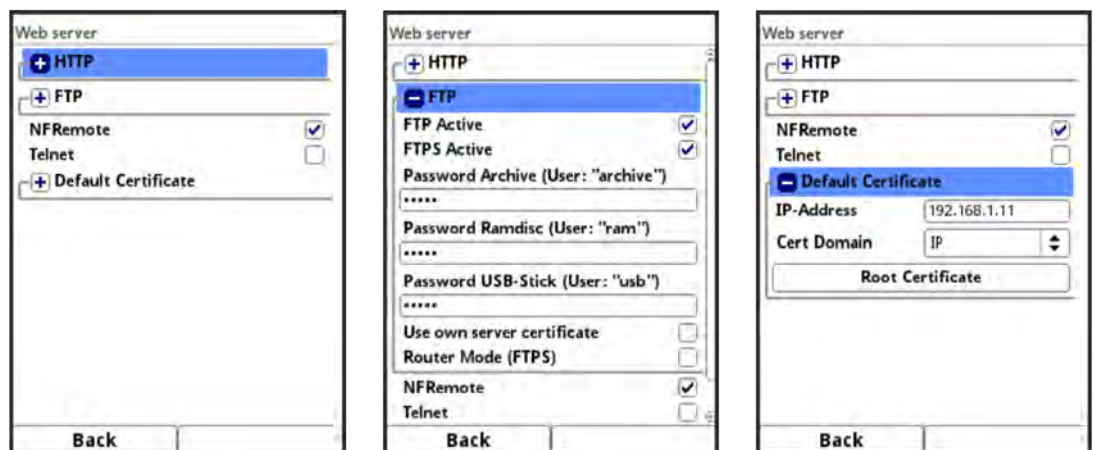 Web server
HTTP
FTP
NFRemote
Telnet
Default Certificate
Back
Web server
HTTP
FTP
FTP Active
FTPS Active
Password Archive (User: "archive")
•••••
Password Ramdisc (User: "ram")
•••••
Password USB-Stick (User: "usb")
•••••
Use own server certificate
Router Mode (FTPS)
NFRemote
Telnet
Back
Web server
HTTP
FTP
NFRemote
Telnet
Default Certificate
IP-Address 192.168.1.11
Cert Domain IP
Root Certificate
Back